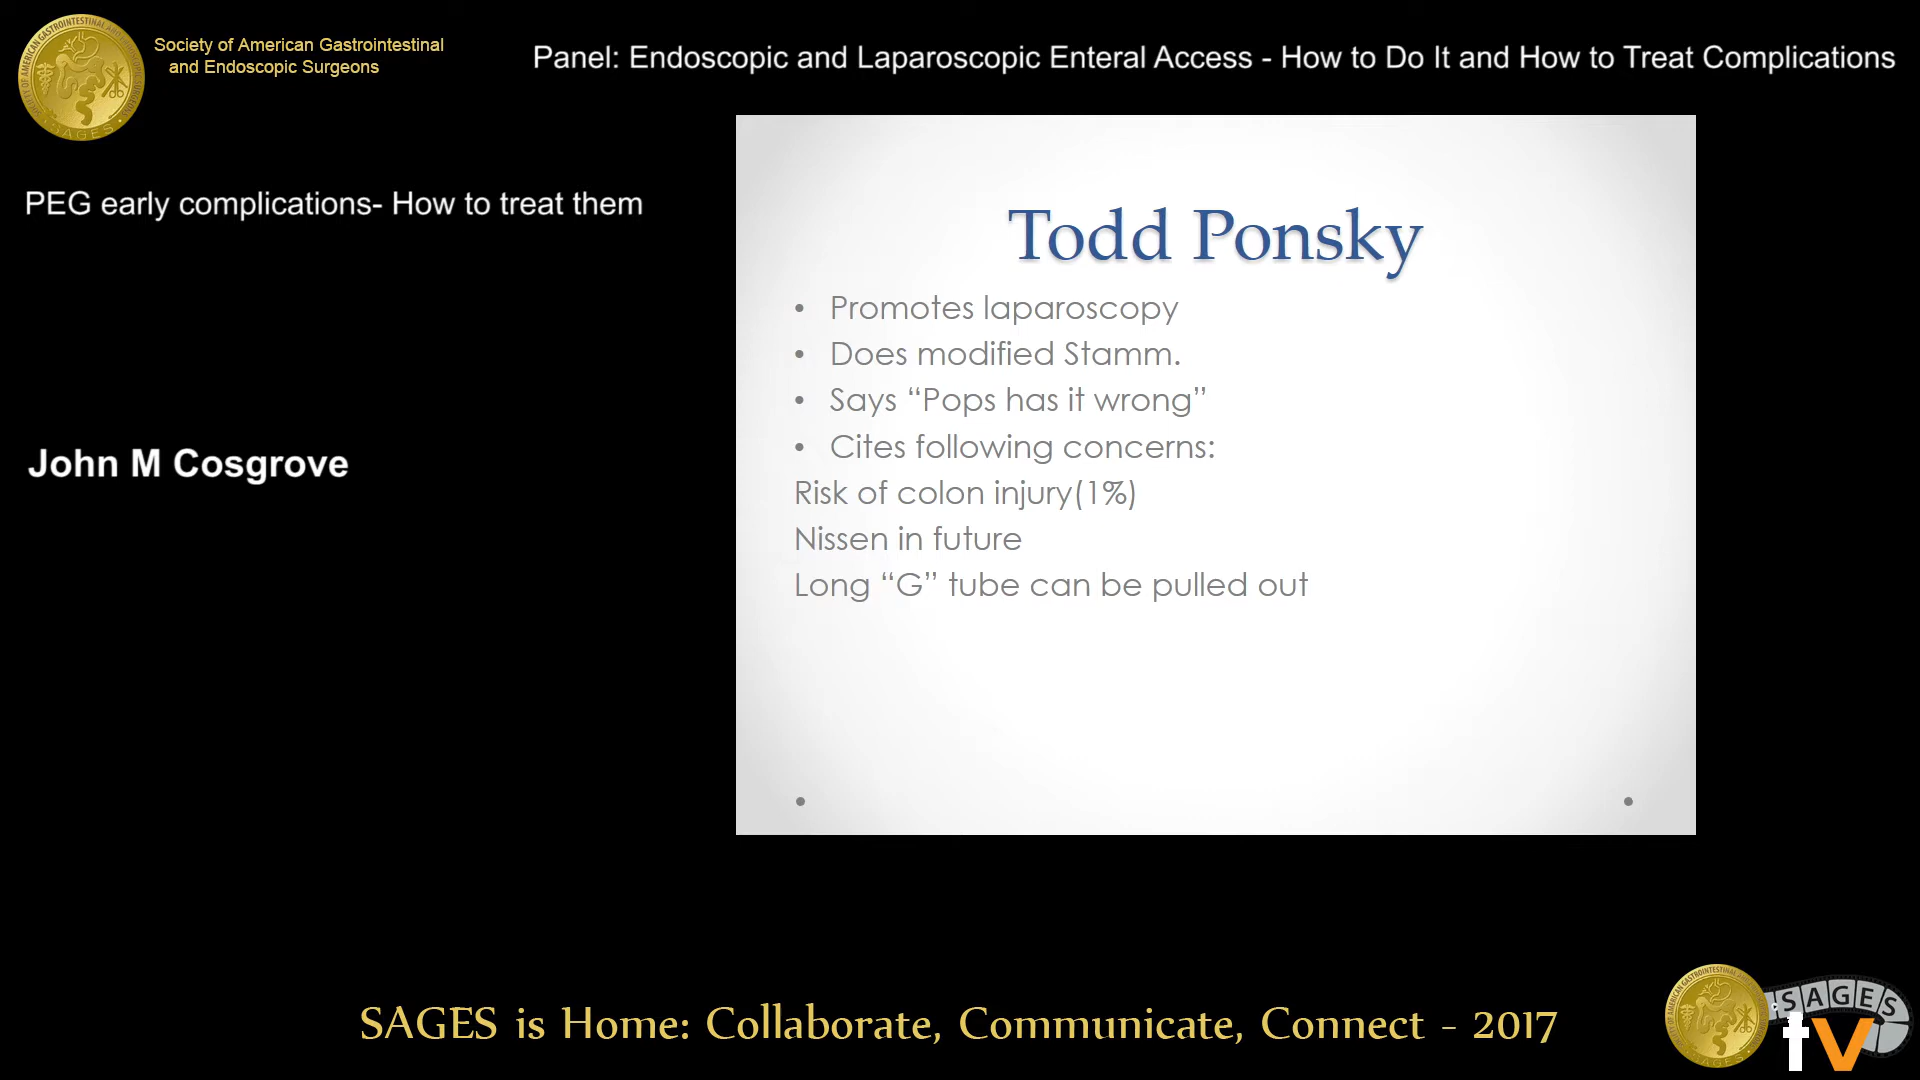 Society of American Gastrointestinal
and Endoscopic Surgeons
Panel: Endoscopic and Laparoscopic Enteral Access - How to Do It and How to Treat Complications
PEG early complications- How to treat them
John M Cosgrove
Todd Ponsky
• Promotes laparoscopy
• Does modified Stamm.
• Says “Pops has it wrong”
• Cites following concerns:
Risk of colon injury(1%)
Nissen in future
Long “G” tube can be pulled out
SAGES is Home: Collaborate, Communicate, Connect - 2017
SAGES
tv
SAGES